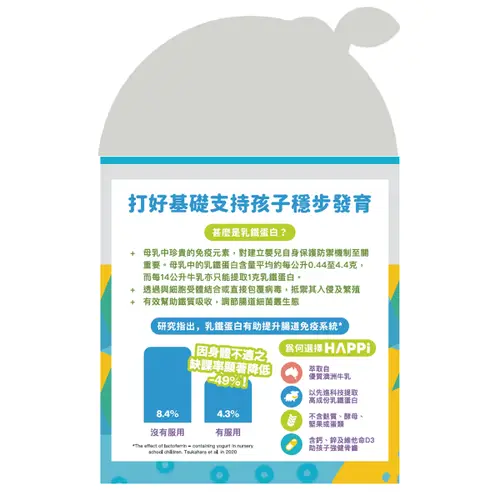 打好基礎支持孩子穩步發育
甚麼是乳鐵蛋白？
+ 母乳中珍貴的免疫元素，對建立嬰兒自身保護防禦機制至關
重要。母乳中的乳鐵蛋白含量平均約每公升0.44至4.4克，
而每14公升牛乳亦只能提取1克乳鐵蛋白。
+ 透過與細胞受體結合或直接包覆病毒，抵禦其入侵及繁殖
+ 有效幫助鐵質吸收，調節腸道細菌叢生態
研究指出，乳鐵蛋白有助提升腸道免疫系統*
因身體不適之
缺課率顯著降低
-49%！
8.4%
4.3%
沒有服用
有服用
*The effect of lactoferrin = containing yogurt in nursery
school children. Tsukahara et al. in 2020
為何選擇HAPPi
萃取自
優質澳洲牛乳
以先進科技提取
高成份乳鐵蛋白
不含麩質、酵母、
堅果或蛋類
含鈣、鋅及維他命D3
助孩子強健骨齒